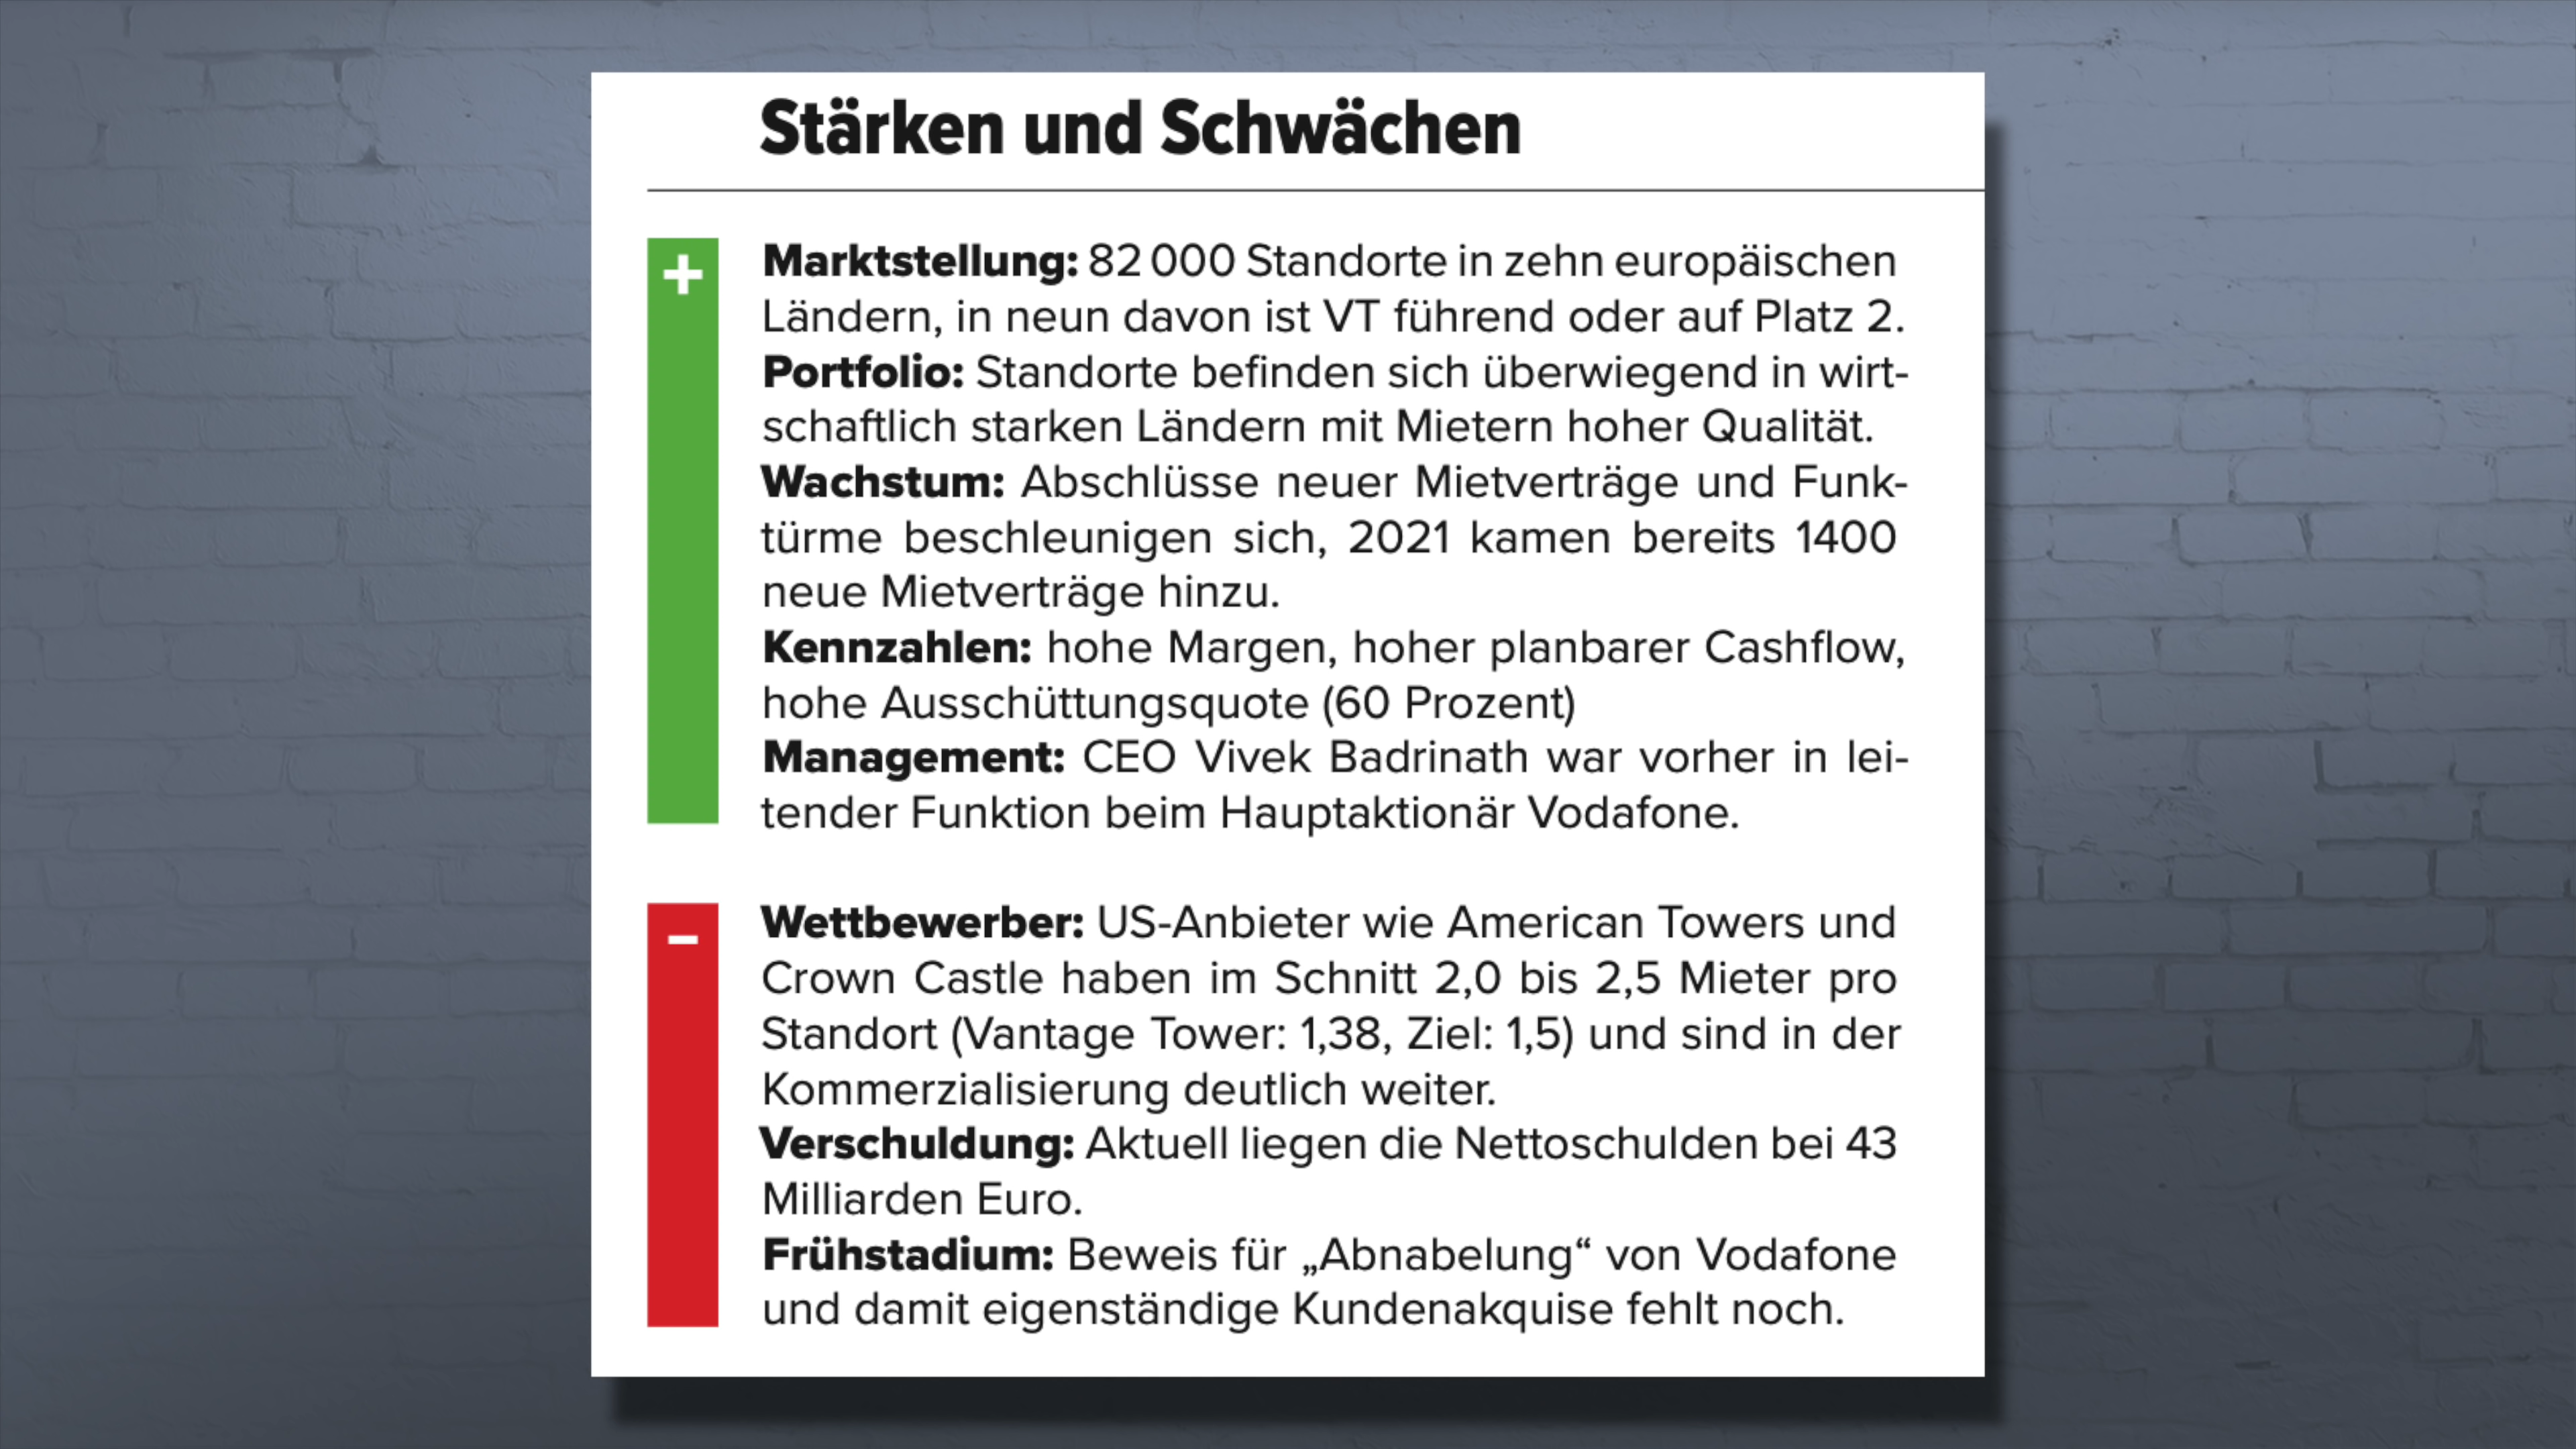 Stärken und Schwächen
+
Marktstellung: 82 000 Standorte in zehn europäischen
Ländern, in neun davon ist VT führend oder auf Platz 2.
Portfolio: Standorte befinden sich überwiegend in wirt-
schaftlich starken Ländern mit Mietern hoher Qualität.
Wachstum: Abschlüsse neuer Mietverträge und Funk-
türme beschleunigen sich, 2021 kamen bereits 1400
neue Mietverträge hinzu.
Kennzahlen: hohe Margen, hoher planbarer Cashflow,
hohe Ausschüttungsquote (60 Prozent)
Management: CEO Vivek Badrinath war vorher in lei-
tender Funktion beim Hauptaktionär Vodafone.
–
Wettbewerber: US-Anbieter wie American Towers und
Crown Castle haben im Schnitt 2,0 bis 2,5 Mieter pro
Standort (Vantage Tower: 1,38, Ziel: 1,5) und sind in der
Kommerzialisierung deutlich weiter.
Verschuldung: Aktuell liegen die Nettoschulden bei 43
Milliarden Euro.
Frühstadium: Beweis für „Abnabelung“ von Vodafone
und damit eigenständige Kundenakquise fehlt noch.